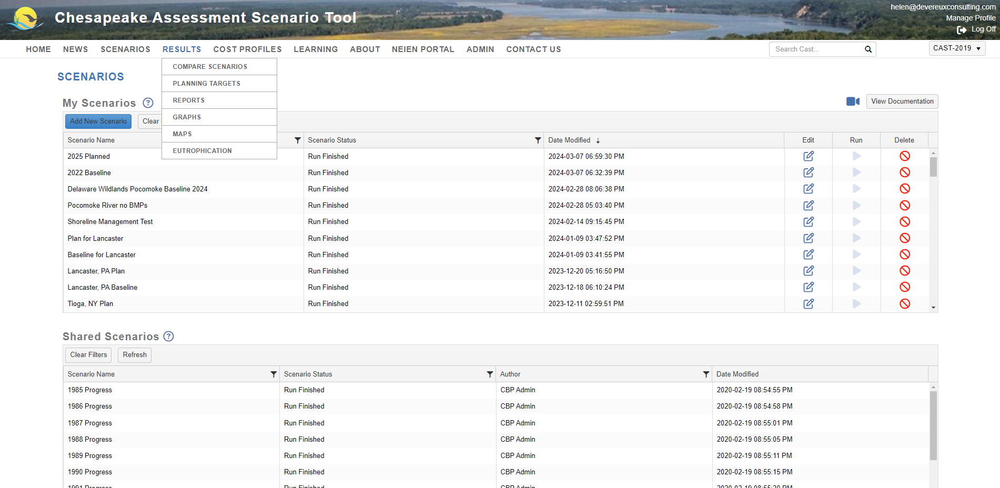 helen@devereuxconsulting.com
Chesapeake Assessment Scenario Tool
Manage Profile
Log Off
HOME NEWS SCENARIOS RESULTS COST PROFILES LEARNING ABOUT NEIEN PORTAL ADMIN CONTACT US Search Cast... CAST-2019
COMPARE SCENARIOS
PLANNING TARGETS
REPORTS
GRAPHS
MAPS
EUTROPHICATION
SCENARIOS
My Scenarios ? View Documentation
Add New Scenario Clear
Scenario Name Scenario Status Date Modified Edit Run Delete
2025 Planned Run Finished 2024-03-07 06:59:30 PM
2022 Baseline Run Finished 2024-03-07 06:32:39 PM
Delaware Wildlands Pocomoke Baseline 2024 Run Finished 2024-02-28 08:06:38 PM
Pocomoke River no BMPs Run Finished 2024-02-28 05:03:40 PM
Shoreline Management Test Run Finished 2024-02-14 09:15:45 PM
Plan for Lancaster Run Finished 2024-01-09 03:47:52 PM
Baseline for Lancaster Run Finished 2024-01-09 03:41:55 PM
Lancaster, PA Plan Run Finished 2023-12-20 05:16:50 PM
Lancaster, PA Baseline Run Finished 2023-12-18 06:10:24 PM
Tioga, NY Plan Run Finished 2023-12-11 02:59:51 PM
Shared Scenarios ?
Clear Filters Refresh
Scenario Name Scenario Status Author Date Modified
1985 Progress Run Finished CBP Admin 2020-02-19 08:54:55 PM
1986 Progress Run Finished CBP Admin 2020-02-19 08:54:58 PM
1987 Progress Run Finished CBP Admin 2020-02-19 08:55:01 PM
1988 Progress Run Finished CBP Admin 2020-02-19 08:55:05 PM
1989 Progress Run Finished CBP Admin 2020-02-19 08:55:11 PM
1990 Progress Run Finished CBP Admin 2020-02-19 08:55:15 PM
1991 Progress Run Finished CBP Admin 2020-02-19 08:55:20 PM